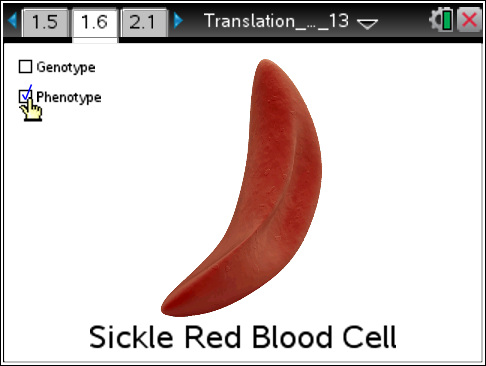 1.5 1.6 2.1 Translation_..._13
Genotype
Phenotype
Sickle Red Blood Cell